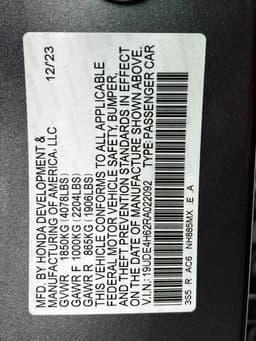 MFD. BY HONDA DEVELOPMENT & 12/23
MANUFACTURING OF AMERICA, LLC
GVWR 1850KG (4078LBS)
GAWR F 1000KG (2204LBS)
GAWR R 865KG (1906LBS)
THIS VEHICLE CONFORMS TO ALL APPLICABLE
FEDERAL MOTOR VEHICLE SAFETY, BUMPER,
AND THEFT PREVENTION STANDARDS IN EFFECT
ON THE DATE OF MANUFACTURE SHOWN ABOVE.
V.I.N.: 19UDE4H62RA022092 TYPE:PASSENGER CAR
3S5 R AC6 NH885MX E A